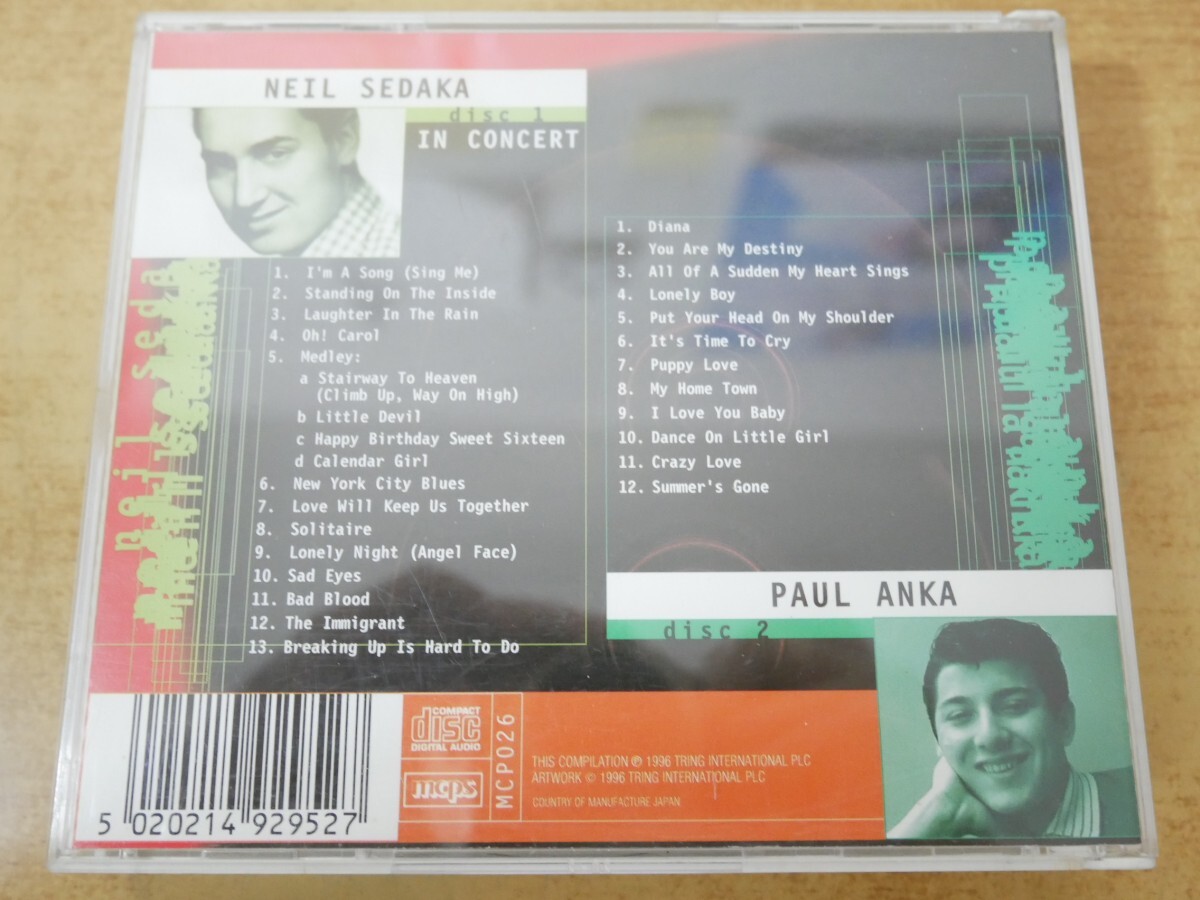 NEIL SEDAKA
disc 1
IN CONCERT
1. I'm A Song (Sing Me)
2. Standing On The Inside
3. Laughter In The Rain
4. Oh! Carol
5. Medley:
a Stairway To Heaven
(Climb Up, Way On High)
b Little Devil
c Happy Birthday Sweet Sixteen
d Calendar Girl
6. New York City Blues
7. Love Will Keep Us Together
8. Solitaire
9. Lonely Night (Angel Face)
10. Sad Eyes
11. Bad Blood
12. The Immigrant
13. Breaking Up Is Hard To Do
neil seda
1. Diana
2. You Are My Destiny
3. All Of A Sudden My Heart Sings
4. Lonely Boy
5. Put Your Head On My Shoulder
6. It's Time To Cry
7. Puppy Love
8. My Home Town
9. I Love You Baby
10. Dance On Little Girl
11. Crazy Love
12. Summer's Gone
PAUL ANKA
disc 2
5 020214 929527
COMPACT
disc
DIGITAL AUDIO
mcps
MCP026
THIS COMPILATION ℗ 1996 TRING INTERNATIONAL PLC
ARTWORK © 1996 TRING INTERNATIONAL PLC
COUNTRY OF MANUFACTURE JAPAN